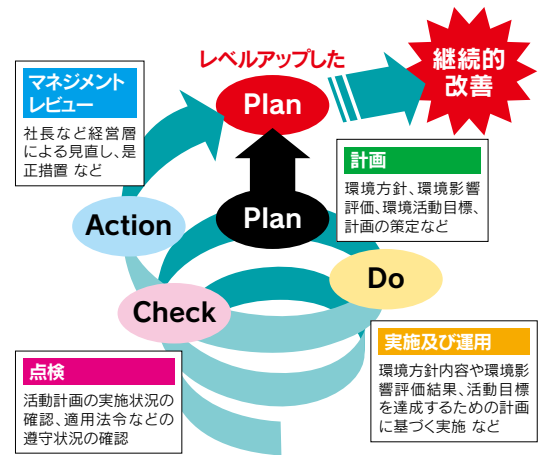 レベルアップした
Plan
継続的
改善
マネジメント
レビュー
社長など経営層
による見直し、是
正措置 など
計画
環境方針、環境影響
評価、環境活動目標、
計画の策定など
Action
Plan
Do
Check
点検
活動計画の実施状況の
確認、適用法令などの
遵守状況の確認
実施及び運用
環境方針内容や環境影
響評価結果、活動目標
を達成するための計画
に基づく実施 など